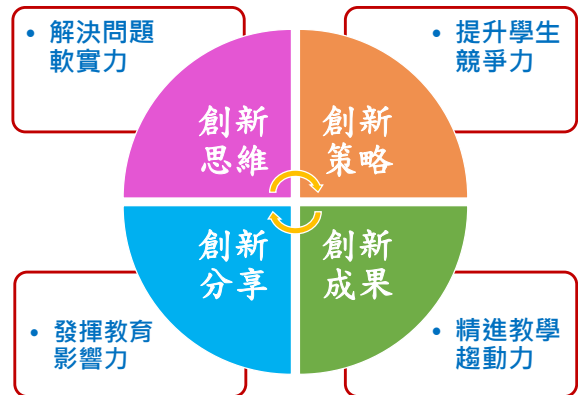 • 解決問題
軟實力
• 提升學生
競爭力
創新
思維
創新
策略
創新
分享
創新
成果
• 發揮教育
影響力
• 精進教學
趨動力